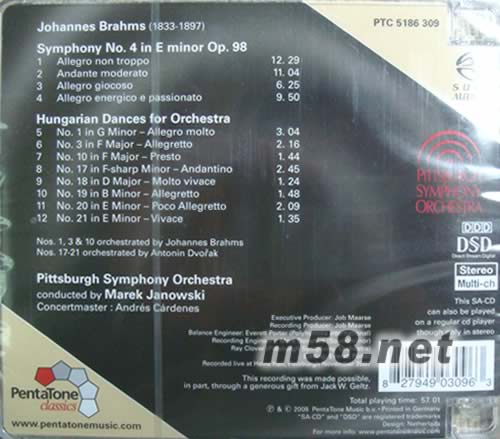 Johannes Brahms (1833-1897)
PTC 5186 309
Symphony No. 4 in E minor Op. 98
1 Allegro non troppo 12. 29
2 Andante moderato 11. 04
3 Allegro giocoso 6. 25
4 Allegro energico e passionato 9. 50
Hungarian Dances for Orchestra
5 No. 1 in G Minor – Allegro molto 3. 04
6 No. 3 in F Major – Allegretto 2. 16
7 No. 10 in F Major – Presto 1. 44
8 No. 17 in F-sharp Minor – Andantino 2. 45
9 No. 18 in D Major – Molto vivace 1. 24
10 No. 19 in B Minor – Allegretto 1. 48
11 No. 20 in E Minor – Poco Allegretto 2. 09
12 No. 21 in E Minor – Vivace 1. 35
Nos. 1, 3 & 10 orchestrated by Johannes Brahms
Nos. 17-21 orchestrated by Antonin Dvořak
Pittsburgh Symphony Orchestra
conducted by Marek Janowski
Concertmaster : Andrés Cárdenes
PITTSBURGH
SYMPHONY
ORCHESTRA
DDD
DSD
Direct Stream Digital
Stereo
Multi-ch
This SA-CD
can also be played
on a regular cd player
though only in stereo
Executive Producer : Job Maarse
Recording Producer : Job Maarse
Balance Engineer : Everett Porter
Recording Engineer
Ray
Recorded live at
m58.net
This recording was made possible,
in part, through a generous gift from Jack W. Geltz.
8 27949 03096 3
PentaTone
classics
www.pentatonemusic.com
Total playing time: 57. 01
℗ & © 2008 PentaTone Music b.v. • Printed in Germany
"SA-CD" and "DSD" are registered trademarks
Design: Netherlads